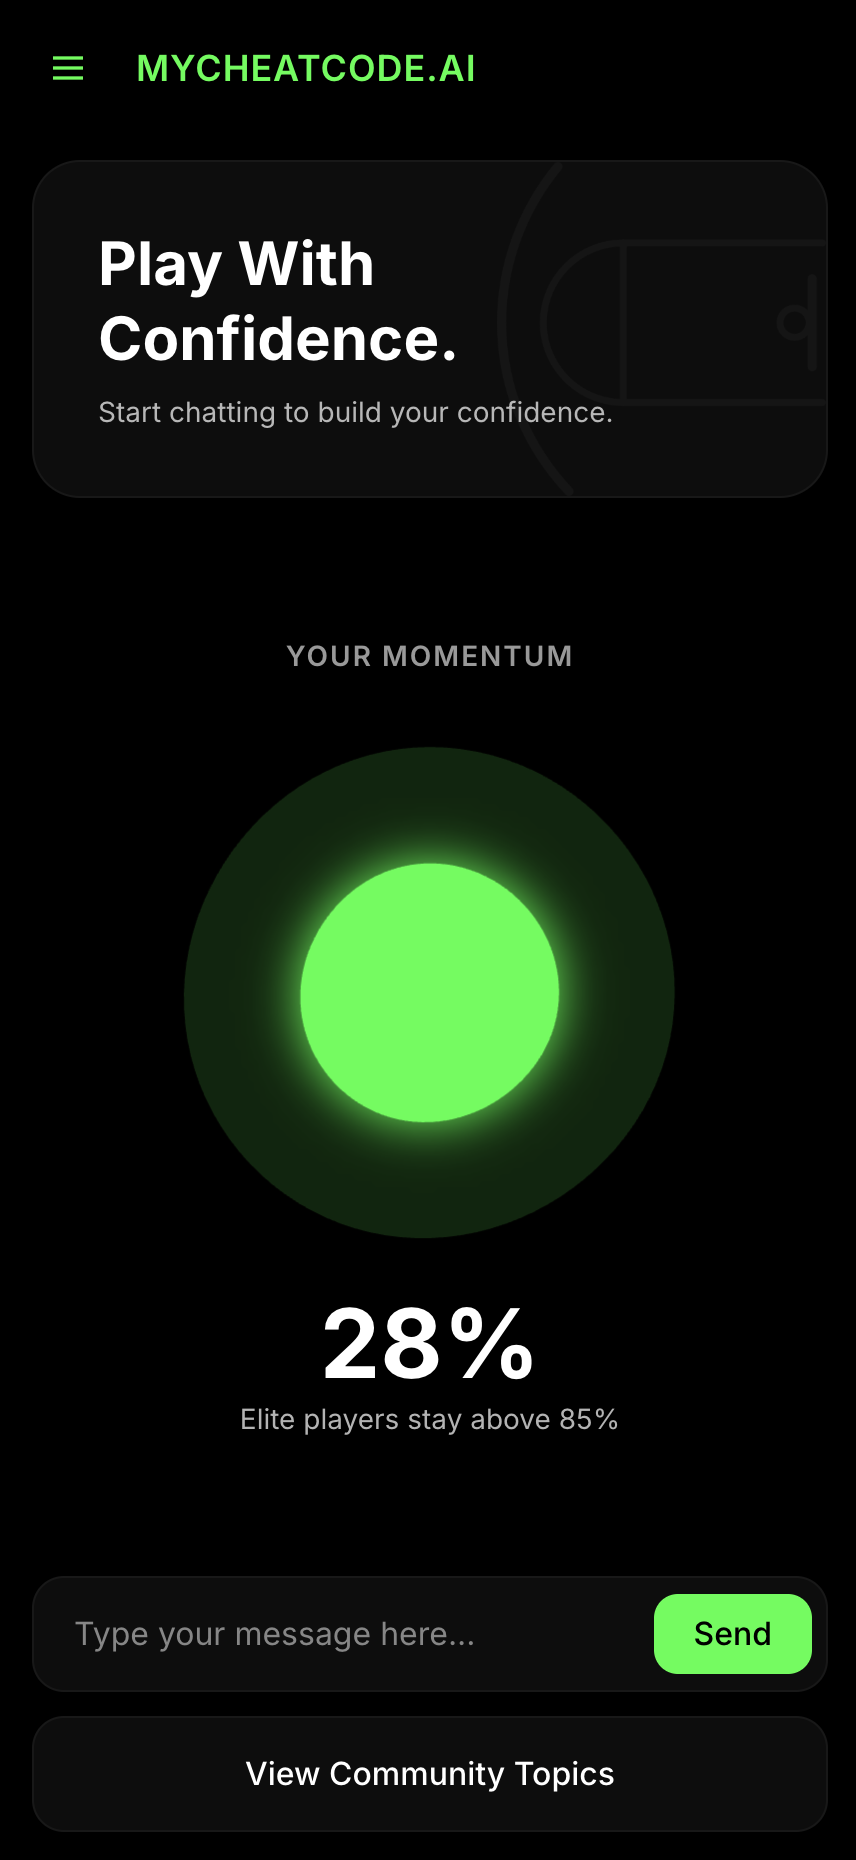 MYCHEATCODE.AI
Play With
Confidence.
Start chatting to build your confidence.
YOUR MOMENTUM
28%
Elite players stay above 85%
Type your message here...
Send
View Community Topics